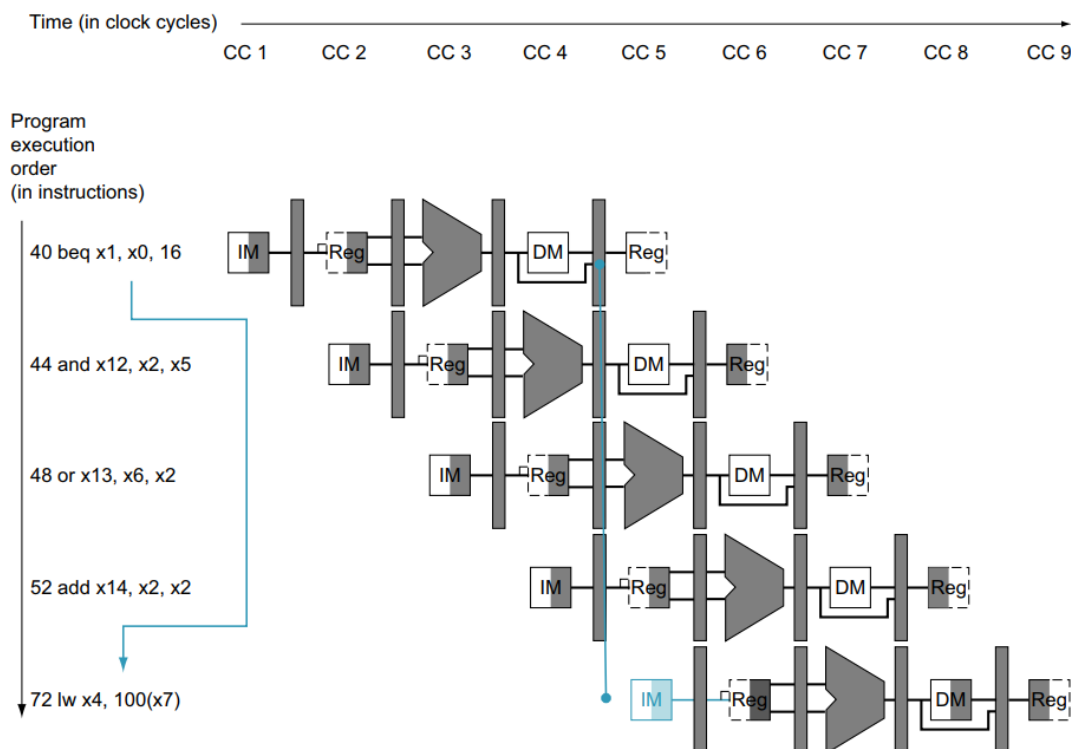 Time (in clock cycles)
CC 1 CC 2 CC 3 CC 4 CC 5 CC 6 CC 7 CC 8 CC 9
Program
execution
order
(in instructions)
40 beq x1, x0, 16 IM Reg DM Reg
44 and x12, x2, x5 IM Reg DM Reg
48 or x13, x6, x2 IM Reg DM Reg
52 add x14, x2, x2 IM Reg DM Reg
72 lw x4, 100(x7) IM Reg DM Reg